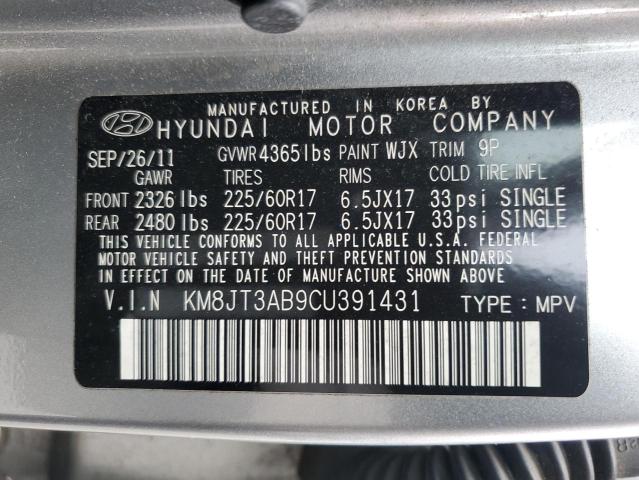 MANUFACTURED IN KOREA BY
HYUNDAI MOTOR COMPANY
SEP/26/11 GVWR 4365lbs PAINT WJX TRIM 9P
GAWR TIRES RIMS COLD TIRE INFL
FRONT 2326 lbs 225/60R17 6.5JX17 33psi SINGLE
REAR 2480 lbs 225/60R17 6.5JX17 33psi SINGLE
THIS VEHICLE CONFORMS TO ALL APPLICABLE U.S.A. FEDERAL
MOTOR VEHICLE SAFETY AND THEFT PREVENTION STANDARDS
IN EFFECT ON THE DATE OF MANUFACTURE SHOWN ABOVE.
V.I.N KM8JT3AB9CU391431 TYPE : MPV